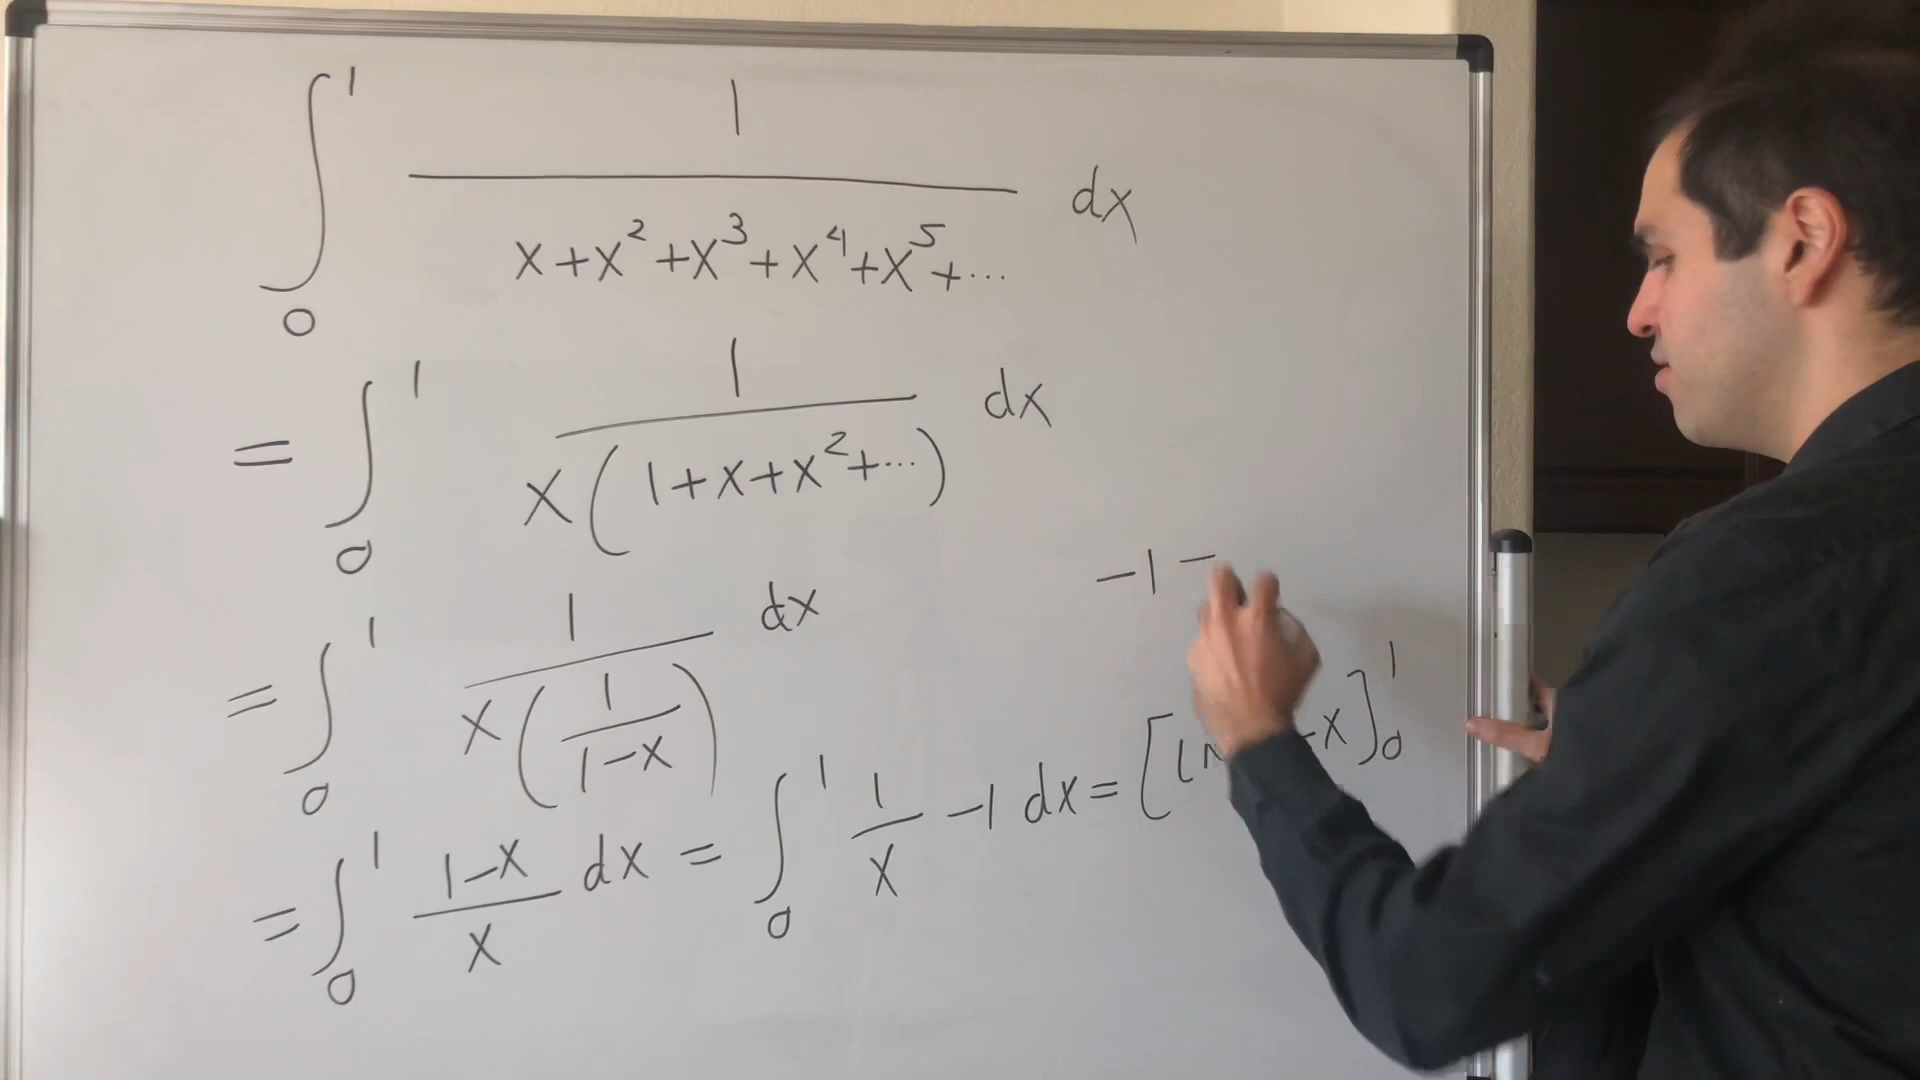 ∫₀¹ 1/(x+x²+x³+x⁴+x⁵+...) dx
= ∫₀¹ 1/(x(1+x+x²+...)) dx
= ∫₀¹ 1/(x(1/(1-x))) dx
-1 -
= ∫₀¹ (1-x)/x dx = ∫₀¹ 1/x -1 dx = [ -x]₀¹